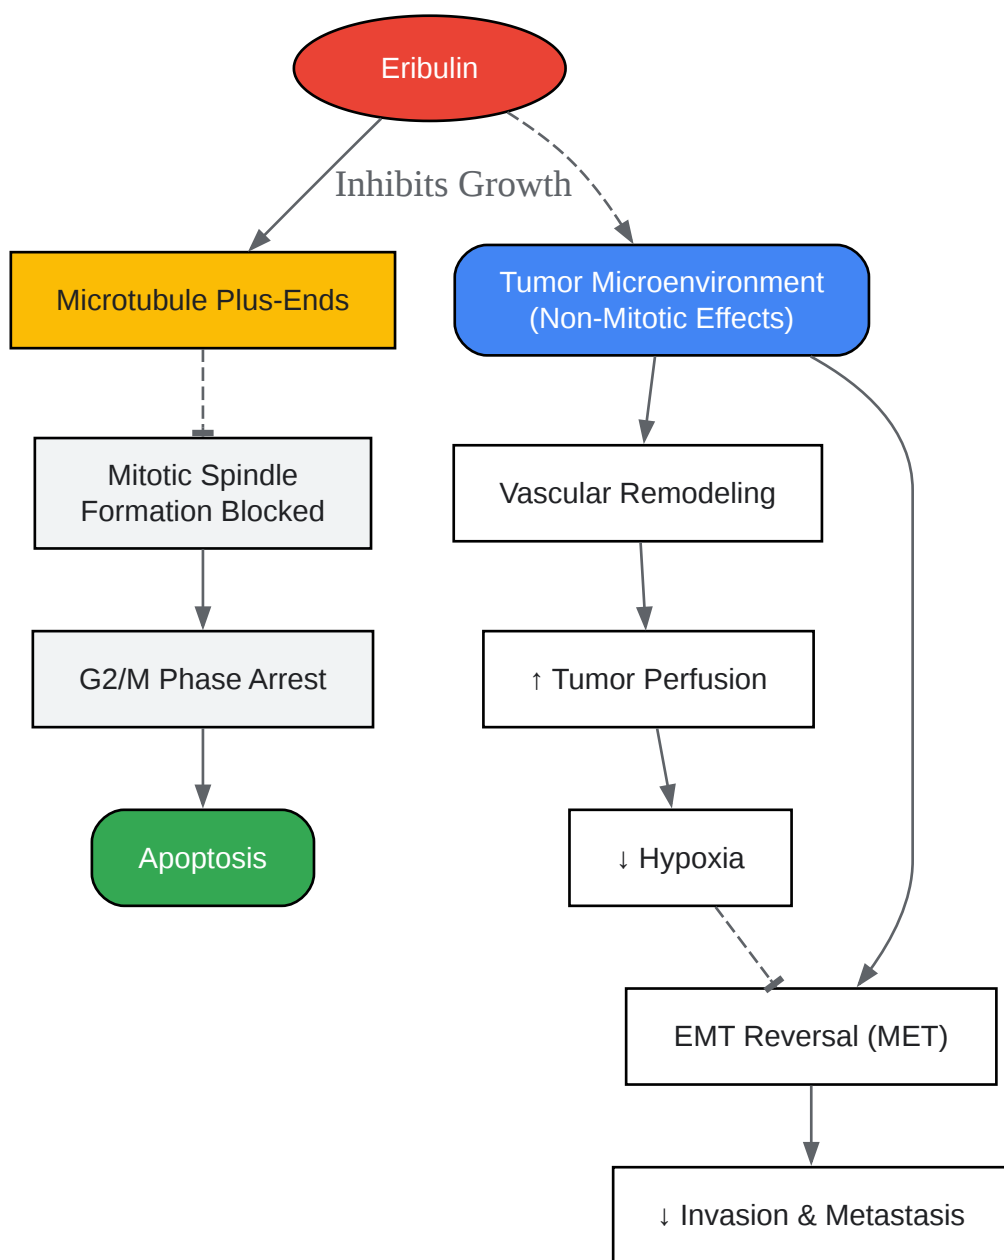 Eribulin
Inhibits Growth
Microtubule Plus-Ends
Tumor Microenvironment
(Non-Mitotic Effects)
Mitotic Spindle
Formation Blocked
Vascular Remodeling
G2/M Phase Arrest
↑ Tumor Perfusion
Apoptosis
↓ Hypoxia
EMT Reversal (MET)
↓ Invasion & Metastasis